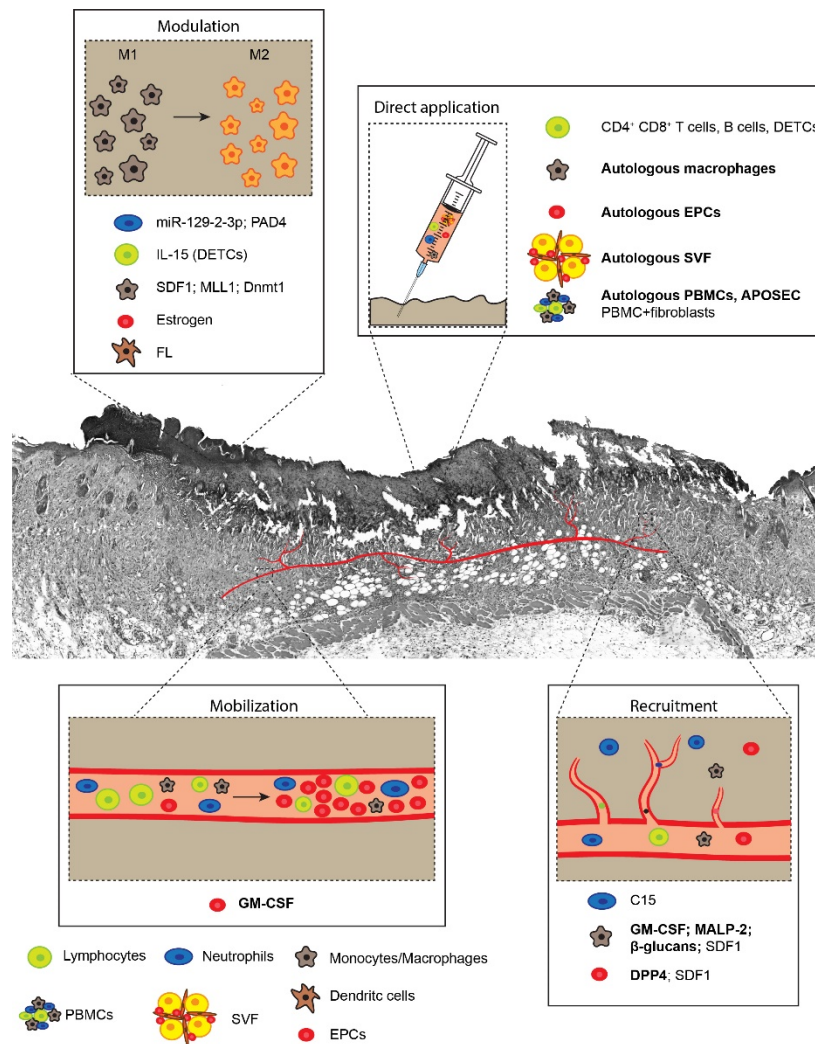 Modulation
M1
M2
miR-129-2-3p; PAD4
IL-15 (DETCs)
SDF1; MLL1; Dnmt1
Estrogen
FL
Direct application
CD4⁺ CD8⁺ T cells, B cells, DETCs
Autologous macrophages
Autologous EPCs
Autologous SVF
Autologous PBMCs, APOSEC
PBMC+fibroblasts
Mobilization
GM-CSF
Recruitment
C15
GM-CSF; MALP-2;
β-glucans; SDF1
DPP4; SDF1
Lymphocytes
Neutrophils
Monocytes/Macrophages
Dendritc cells
PBMCs
SVF
EPCs